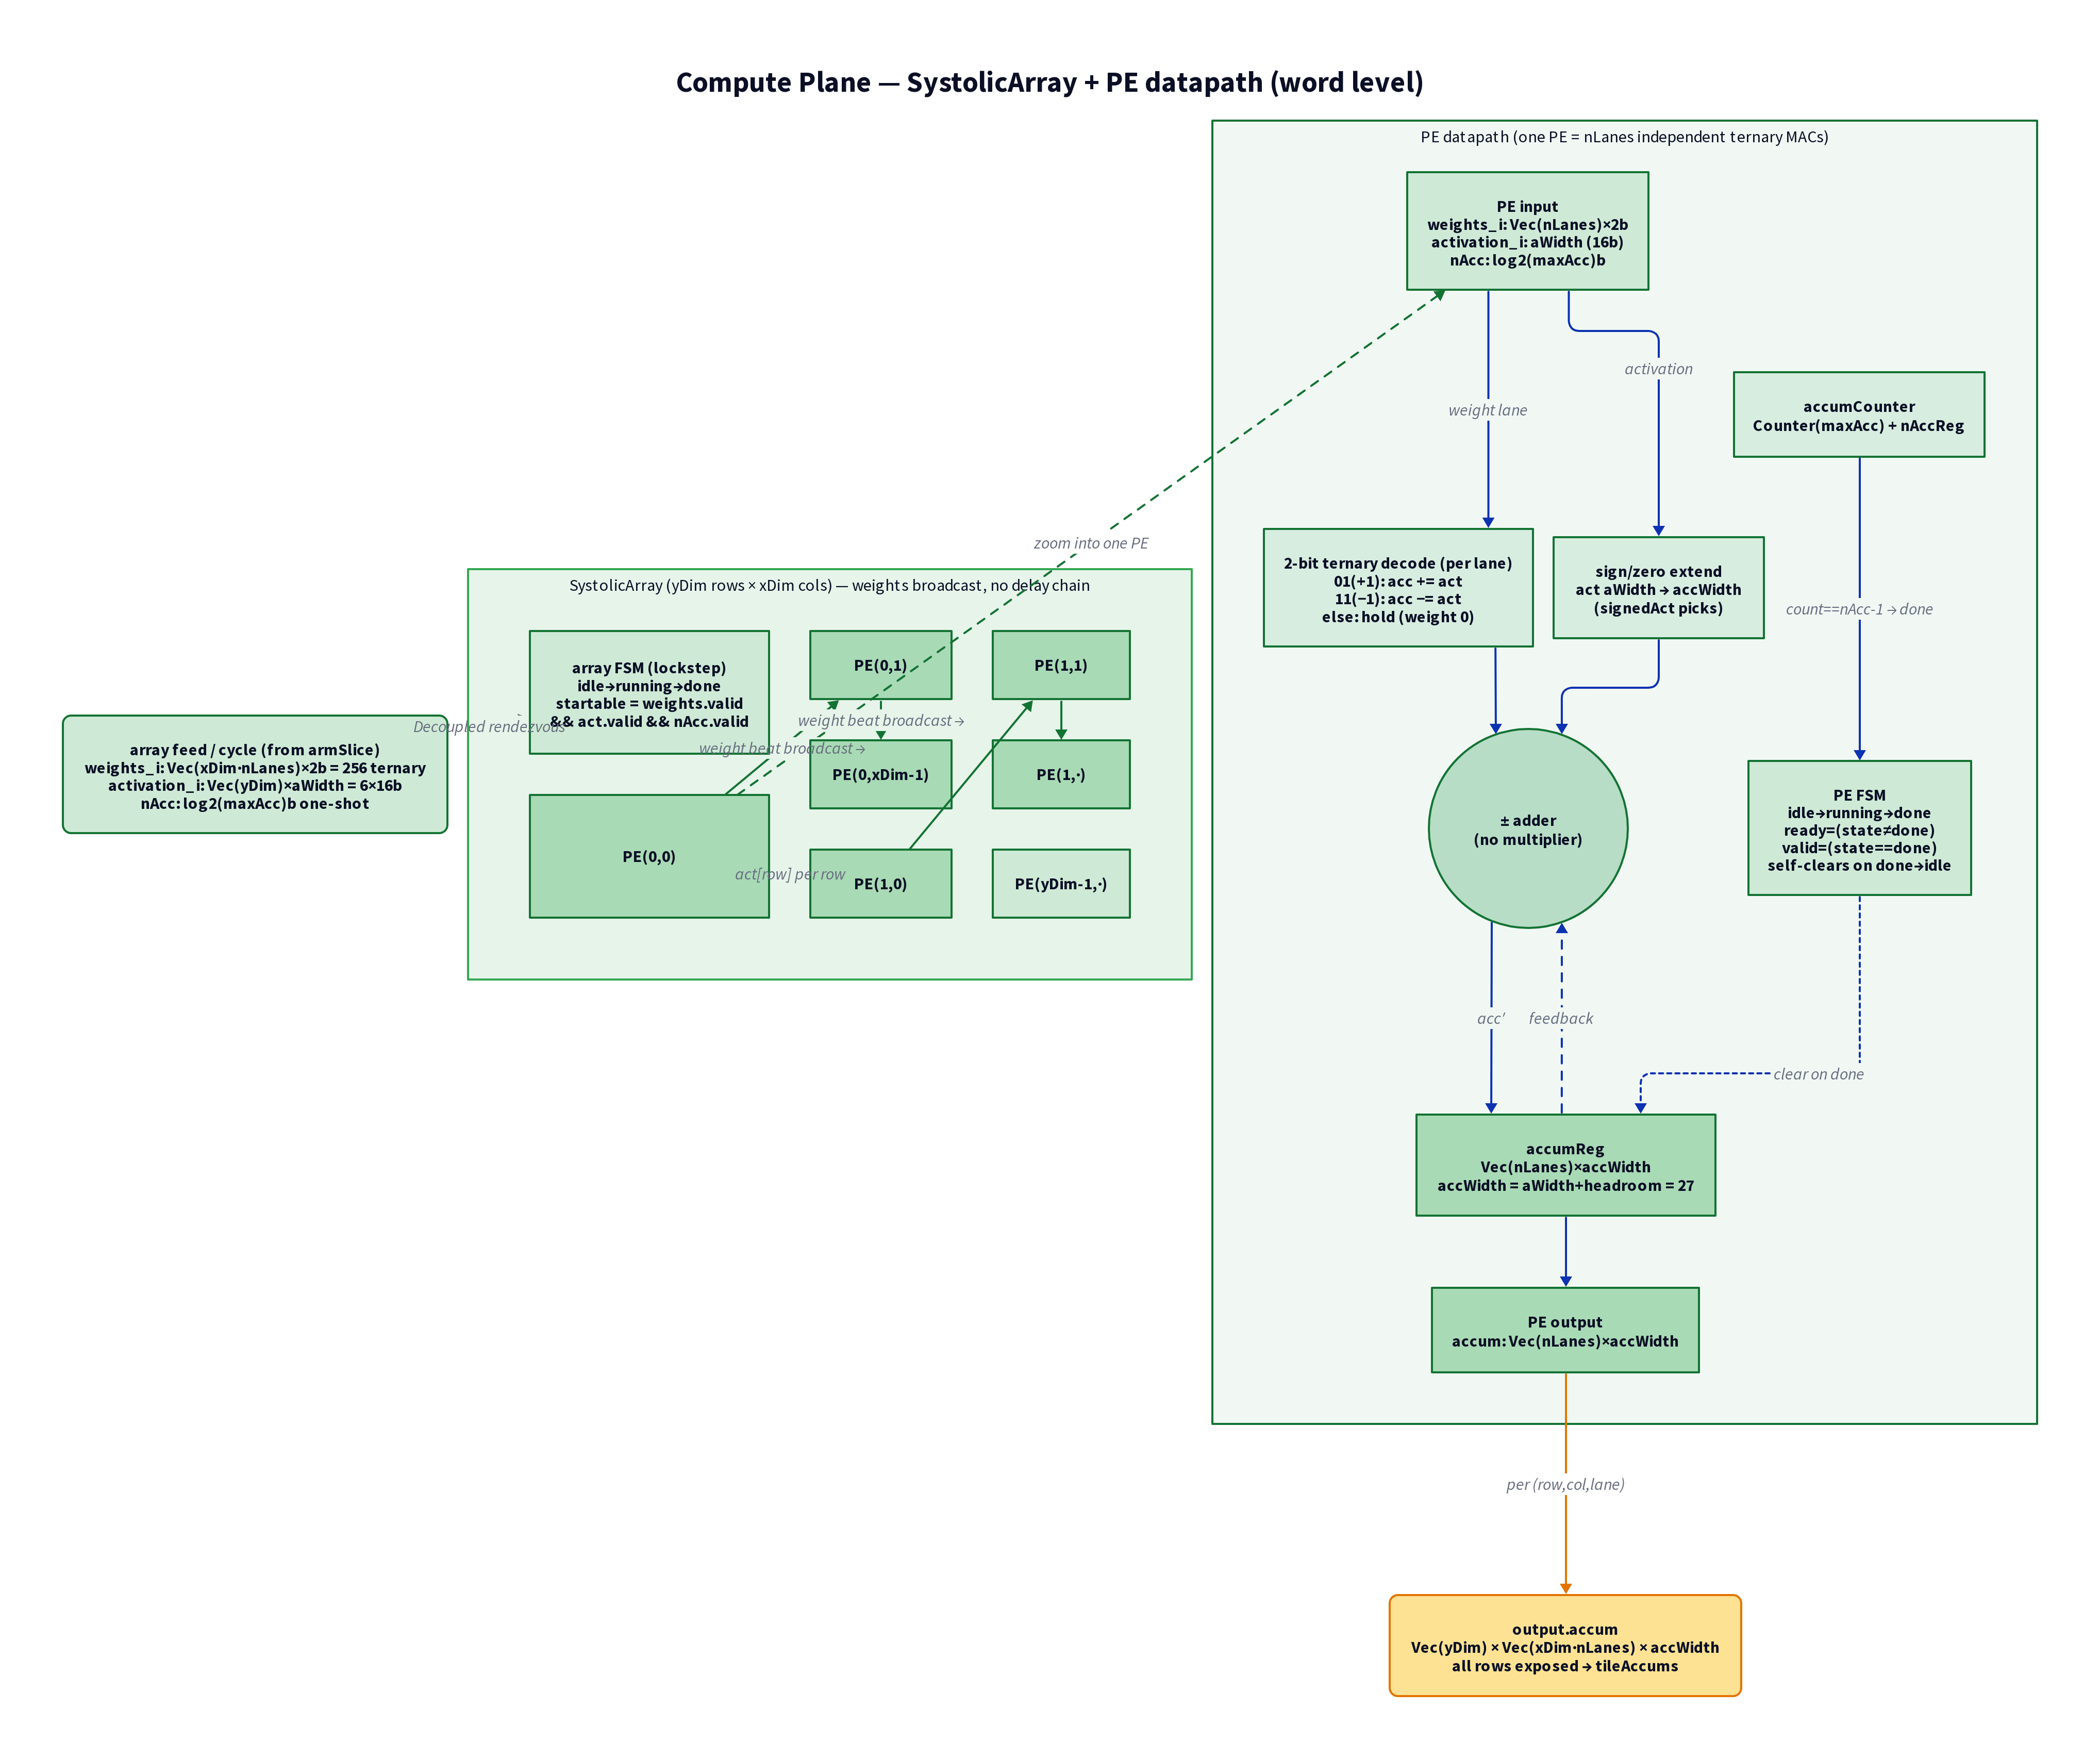 Compute Plane — SystolicArray + PE datapath (word level)
PE datapath (one PE = nLanes independent ternary MACs)
PE input
weights_i: Vec(nLanes)×2b
activation_i: aWidth (16b)
nAcc: log2(maxAcc)b
activation
weight lane
accumCounter
Counter(maxAcc) + nAccReg
zoom into one PE
2-bit ternary decode (per lane)
01(+1): acc += act
11(−1): acc −= act
else: hold (weight 0)
sign/zero extend
act aWidth → accWidth
(signedAct picks)
count==nAcc-1 → done
SystolicArray (yDim rows × xDim cols) — weights broadcast, no delay chain
array FSM (lockstep)
idle→running→done
startable = weights.valid
&& act.valid && nAcc.valid
PE(0,1)
PE(1,1)
Decoupled rendezvous
weight beat broadcast →
weight beat broadcast →
array feed / cycle (from armSlice)
weights_i: Vec(xDim·nLanes)×2b = 256 ternary
activation_i: Vec(yDim)×aWidth = 6×16b
nAcc: log2(maxAcc)b one-shot
PE(0,xDim-1)
PE(1,·)
PE(0,0)
act[row] per row
PE(1,0)
PE(yDim-1,·)
± adder
(no multiplier)
PE FSM
idle→running→done
ready=(state≠done)
valid=(state==done)
self-clears on done→idle
acc'
feedback
clear on done
accumReg
Vec(nLanes)×accWidth
accWidth = aWidth+headroom = 27
PE output
accum: Vec(nLanes)×accWidth
per (row,col,lane)
output.accum
Vec(yDim) × Vec(xDim·nLanes) × accWidth
all rows exposed → tileAccums